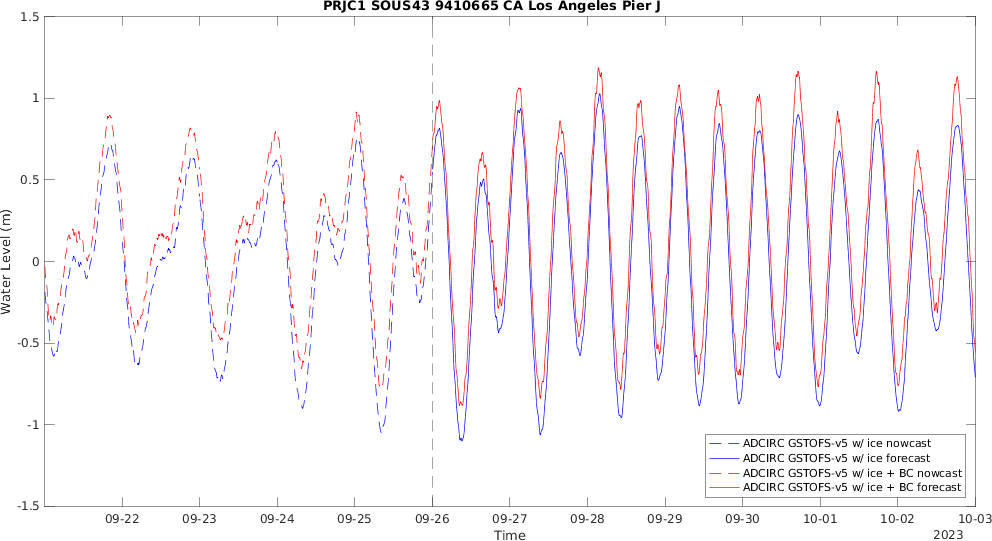 PRJC1 SOUS43 9410665 CA Los Angeles Pier J
1.5
1
0.5
0
-0.5
-1
-1.5
Water Level (m)
ADCIRC GSTOFS-v5 w/ ice nowcast
ADCIRC GSTOFS-v5 w/ ice forecast
ADCIRC GSTOFS-v5 w/ ice + BC nowcast
ADCIRC GSTOFS-v5 w/ ice + BC forecast
09-22 09-23 09-24 09-25 09-26 09-27 09-28 09-29 09-30 10-01 10-02 10-03
Time
2023